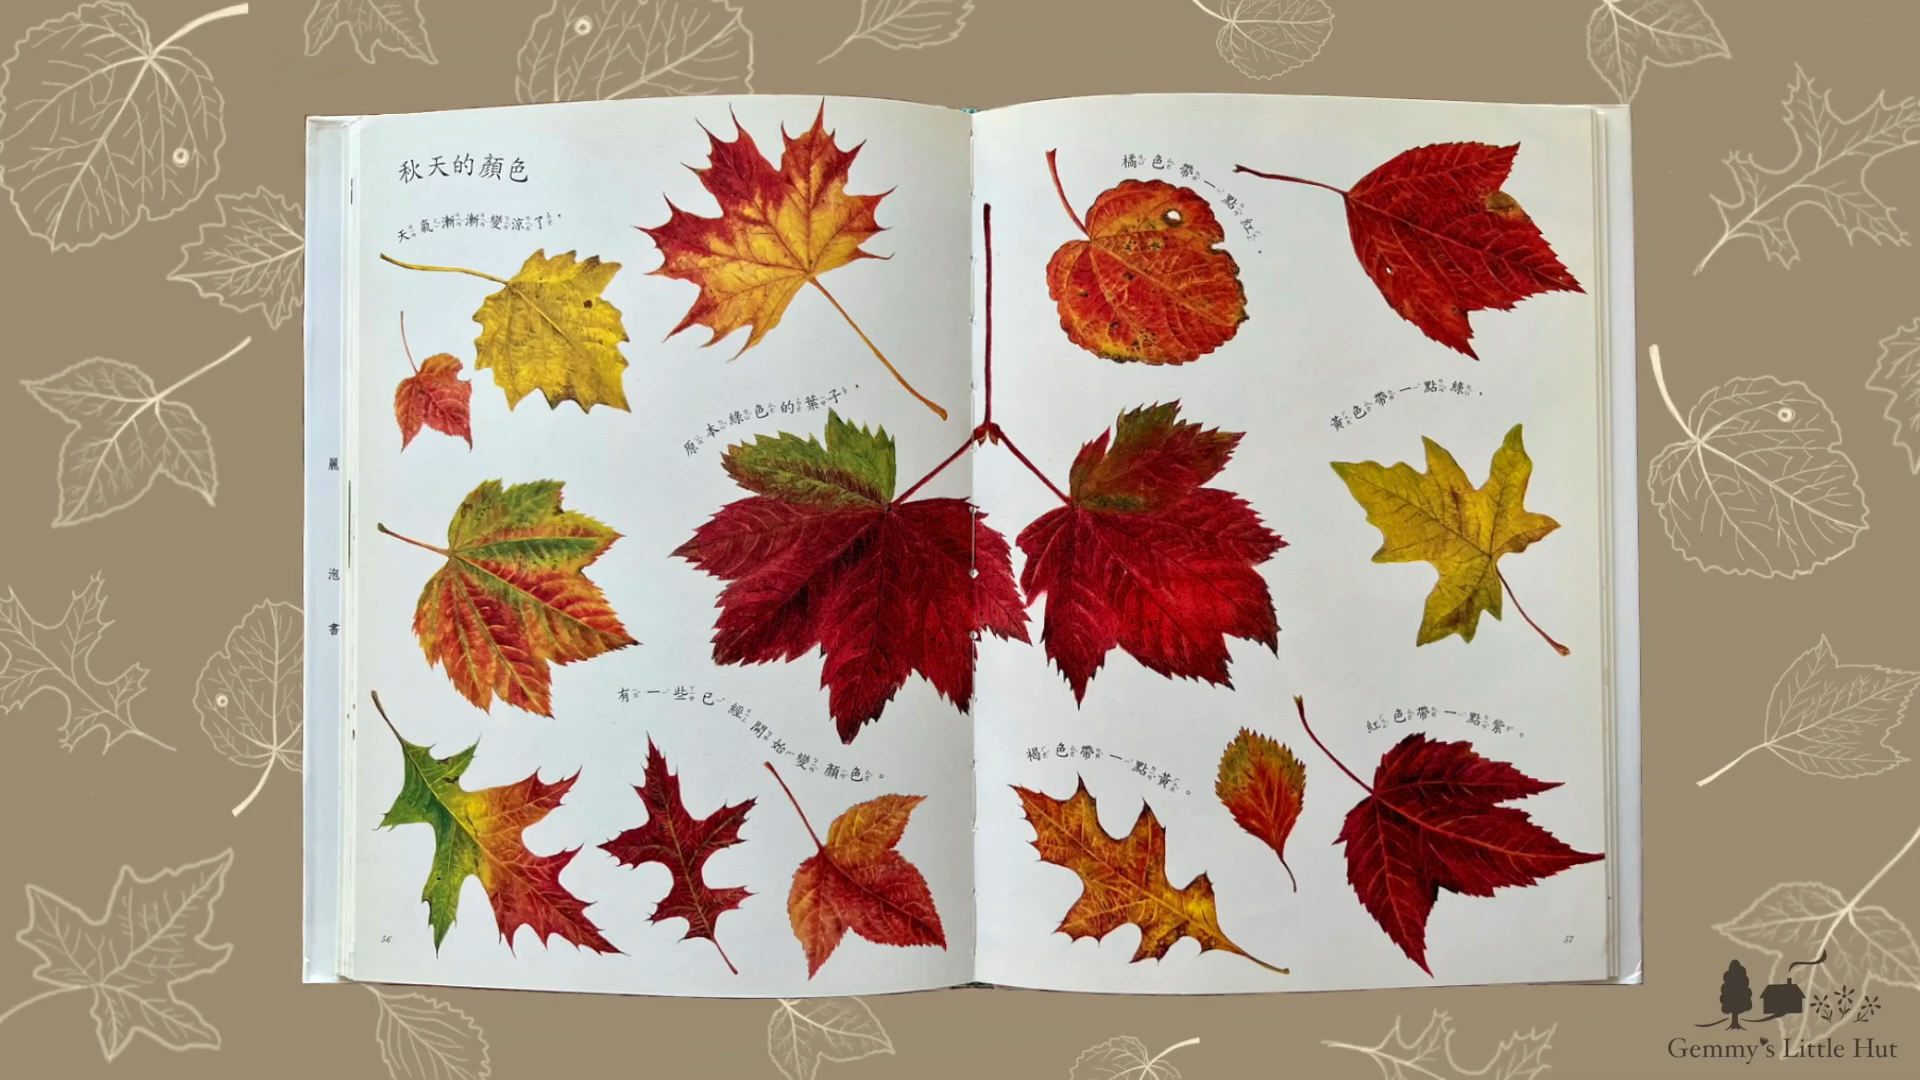 秋天的顏色
天氣漸漸變涼了，
原本綠色的葉子，
有一些已經開始變顏色。
橘色帶一點紅，
黃色帶一點綠，
褐色帶一點黃。
紅色帶一點紫。
麗
泡
書
56
57
Gemmy's Little Hut